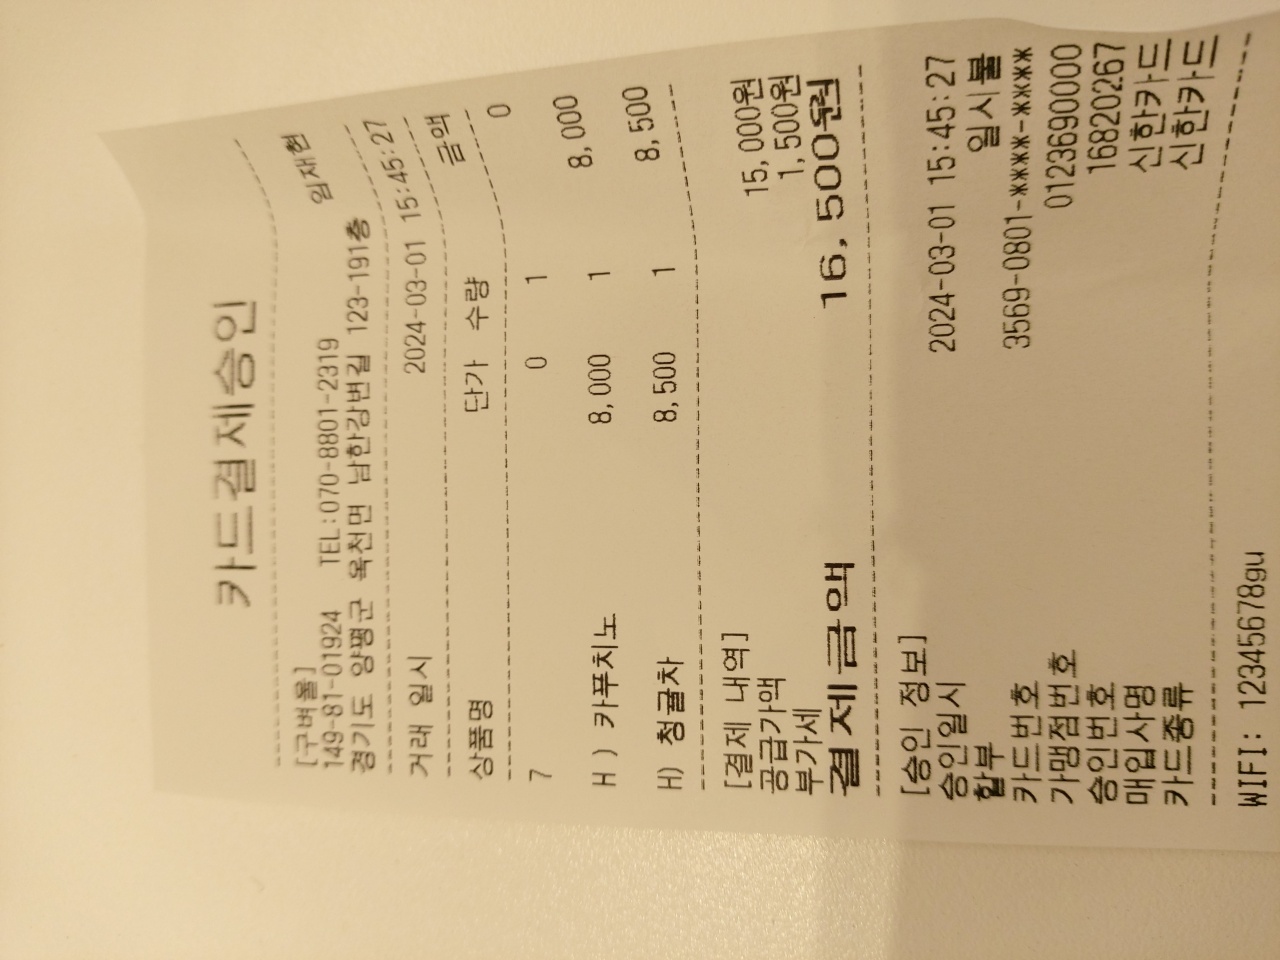 카드결제승인
[구벼울] 임재현
149-81-01924 TEL:070-8801-2319
경기도 양평군 옥천면 남한강변길 123-191층
거래 일시 2024-03-01 15:45:27
상품명 단가 수량 금액
7 0 1 0
H ) 카푸치노 8,000 1 8,000
H) 청귤차 8,500 1 8,500
[결제 내역]
공급가액 15,000원
부가세 1,500원
결제금액 16,500원
[승인 정보]
승인일시 2024-03-01 15:45:27
할부 일시불
카드번호 3569-0801-****-****
가맹점번호 0123690000
승인번호 16820267
매입사명 신한카드
카드종류 신한카드
WIFI: 12345678gu